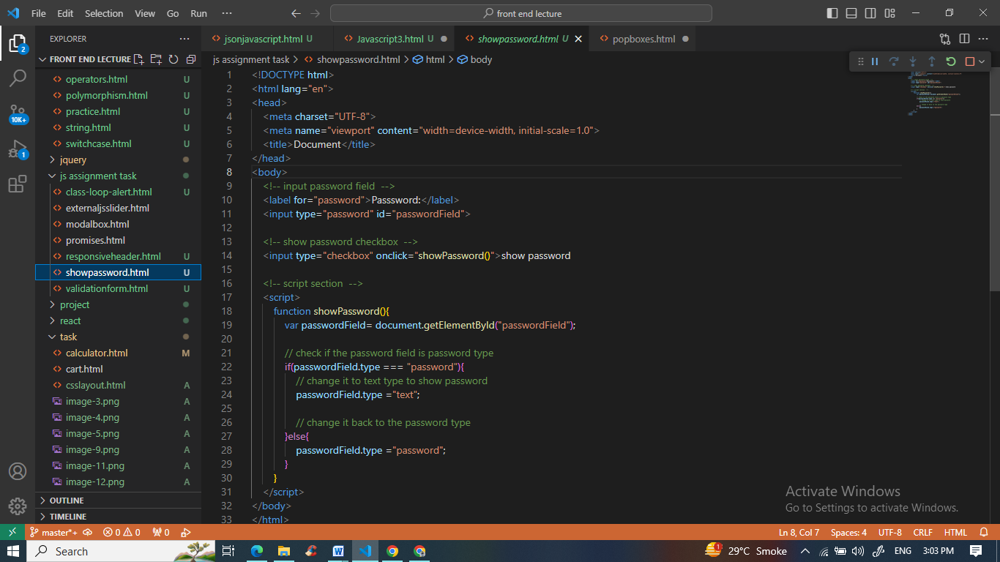 File Edit Selection View Go Run ··· front end lecture
EXPLORER ···
jsonjavascript.html U
Javascript3.html U
showpassword.html U
popboxes.html
FRONT END LECTURE
js assignment task > showpassword.html > html > body
operators.html U
polymorphism.html U
practice.html U
string.html U
switchcase.html U
jquery
js assignment task
class-loop-alert.html U
externaljsslider.html
modalbox.html
promises.html
responsiveheader.html U
showpassword.html U
validationform.html U
project
react
task
calculator.html M
cart.html
csslayout.html A
image-3.png A
image-4.png A
image-5.png A
image-9.png A
image-11.png A
image-12.png A
OUTLINE
TIMELINE
2
10K+
1
1 <!DOCTYPE html>
2 <html lang="en">
3 <head>
4 <meta charset="UTF-8">
5 <meta name="viewport" content="width=device-width, initial-scale=1.0">
6 <title>Document</title>
7 </head>
8 <body>
9 <!-- input password field -->
10 <label for="password">Passsword:</label>
11 <input type="password" id="passwordField">
12
13 <!-- show password checkbox -->
14 <input type="checkbox" onclick="showPassword()">show password
15
16 <!-- script section -->
17 <script>
18 function showPassword(){
19 var passwordField= document.getElementById("passwordField");
20
21 // check if the password field is password type
22 if(passwordField.type === "password"){
23 // change it to text type to show password
24 passwordField.type ="text";
25
26 // change it back to the password type
27 }else{
28 passwordField.type ="password";
29 }
30 }
31 </script>
32 </body>
33 </html>
Activate Windows
Go to Settings to activate Windows.
master*+ 0 0 0 Ln 8, Col 7 Spaces: 4 UTF-8 CRLF HTML
Search 1 29°C Smoke ENG 3:03 PM